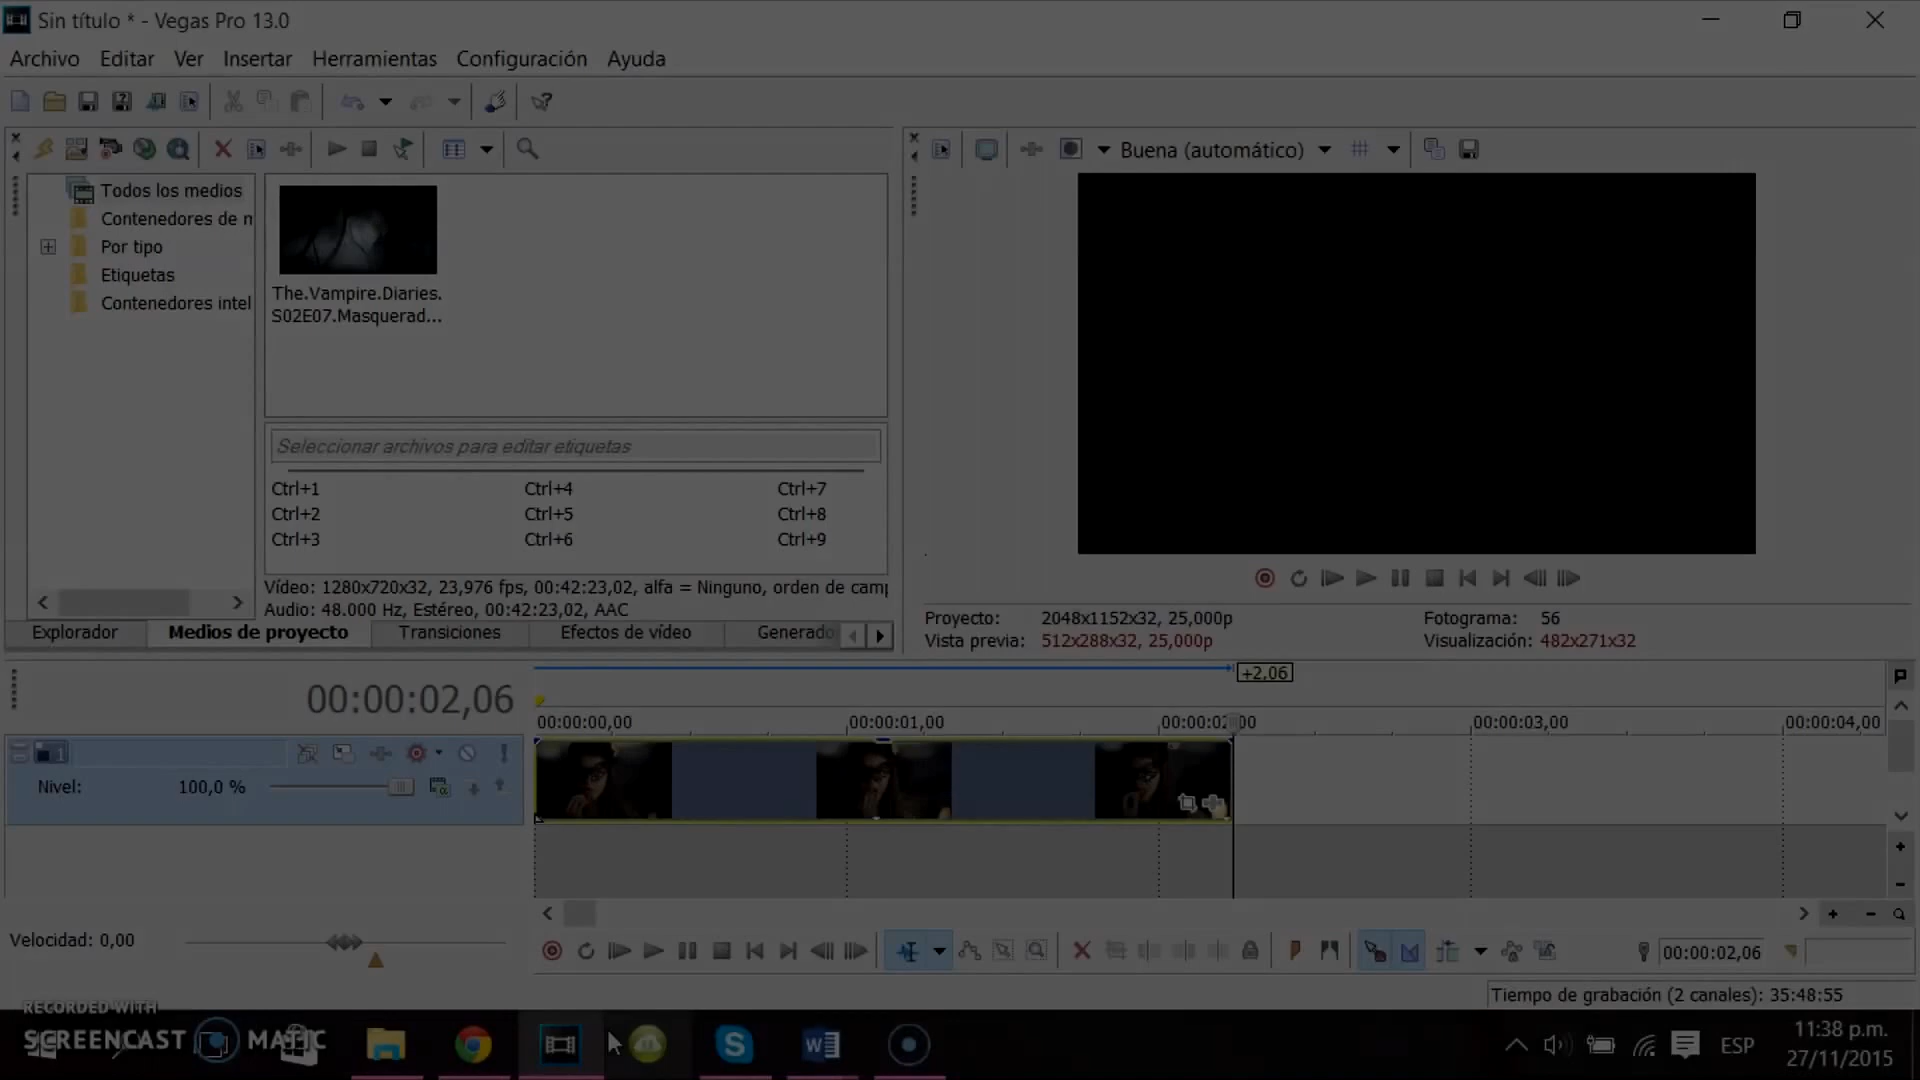 Sin título * - Vegas Pro 13.0
Archivo Editar Ver Insertar Herramientas Configuración Ayuda
Buena (automático)
Todos los medios
Contenedores de m
Por tipo
Etiquetas
Contenedores intel
The.Vampire.Diaries.
S02E07.Masquerad...
Seleccionar archivos para editar etiquetas
Ctrl+1 Ctrl+4 Ctrl+7
Ctrl+2 Ctrl+5 Ctrl+8
Ctrl+3 Ctrl+6 Ctrl+9
Vídeo: 1280x720x32, 23,976 fps, 00:42:23,02, alfa = Ninguno, orden de camp
Audio: 48.000 Hz, Estéreo, 00:42:23,02, AAC
Explorador Medios de proyecto Transiciones Efectos de vídeo Generado
Proyecto: 2048x1152x32, 25,000p Fotograma: 56
Vista previa: 512x288x32, 25,000p Visualización: 482x271x32
+2,06
00:00:02,06
00:00:00,00 00:00:01,00 00:00:02,00 00:00:03,00 00:00:04,00
1
Nivel: 100,0 %
Velocidad: 0,00
00:00:02,06
Tiempo de grabación (2 canales): 35:48:55
RECORDED WITH
SCREENCAST MATIC
ESP
11:38 p.m.
27/11/2015